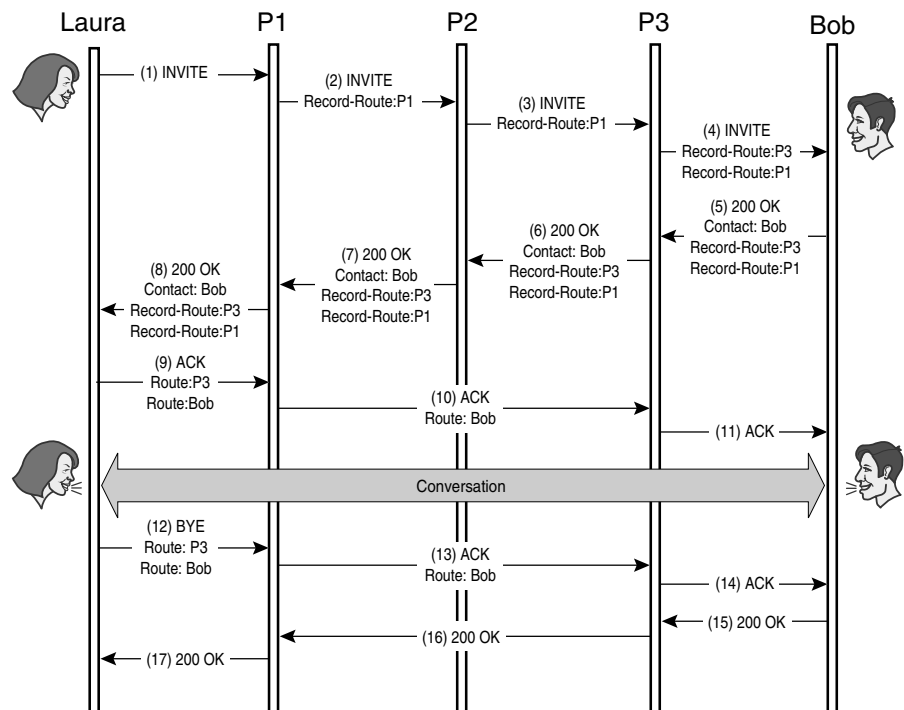 Laura
P1
P2
P3
Bob
(1) INVITE
(2) INVITE
Record-Route:P1
(3) INVITE
Record-Route:P1
(4) INVITE
Record-Route:P3
Record-Route:P1
(5) 200 OK
Contact: Bob
Record-Route:P3
Record-Route:P1
(6) 200 OK
Contact: Bob
Record-Route:P3
Record-Route:P1
(7) 200 OK
Contact: Bob
Record-Route:P3
Record-Route:P1
(8) 200 OK
Contact: Bob
Record-Route:P3
Record-Route:P1
(9) ACK
Route:P3
Route:Bob
(10) ACK
Route: Bob
(11) ACK
Conversation
(12) BYE
Route: P3
Route: Bob
(13) ACK
Route: Bob
(14) ACK
(15) 200 OK
(16) 200 OK
(17) 200 OK